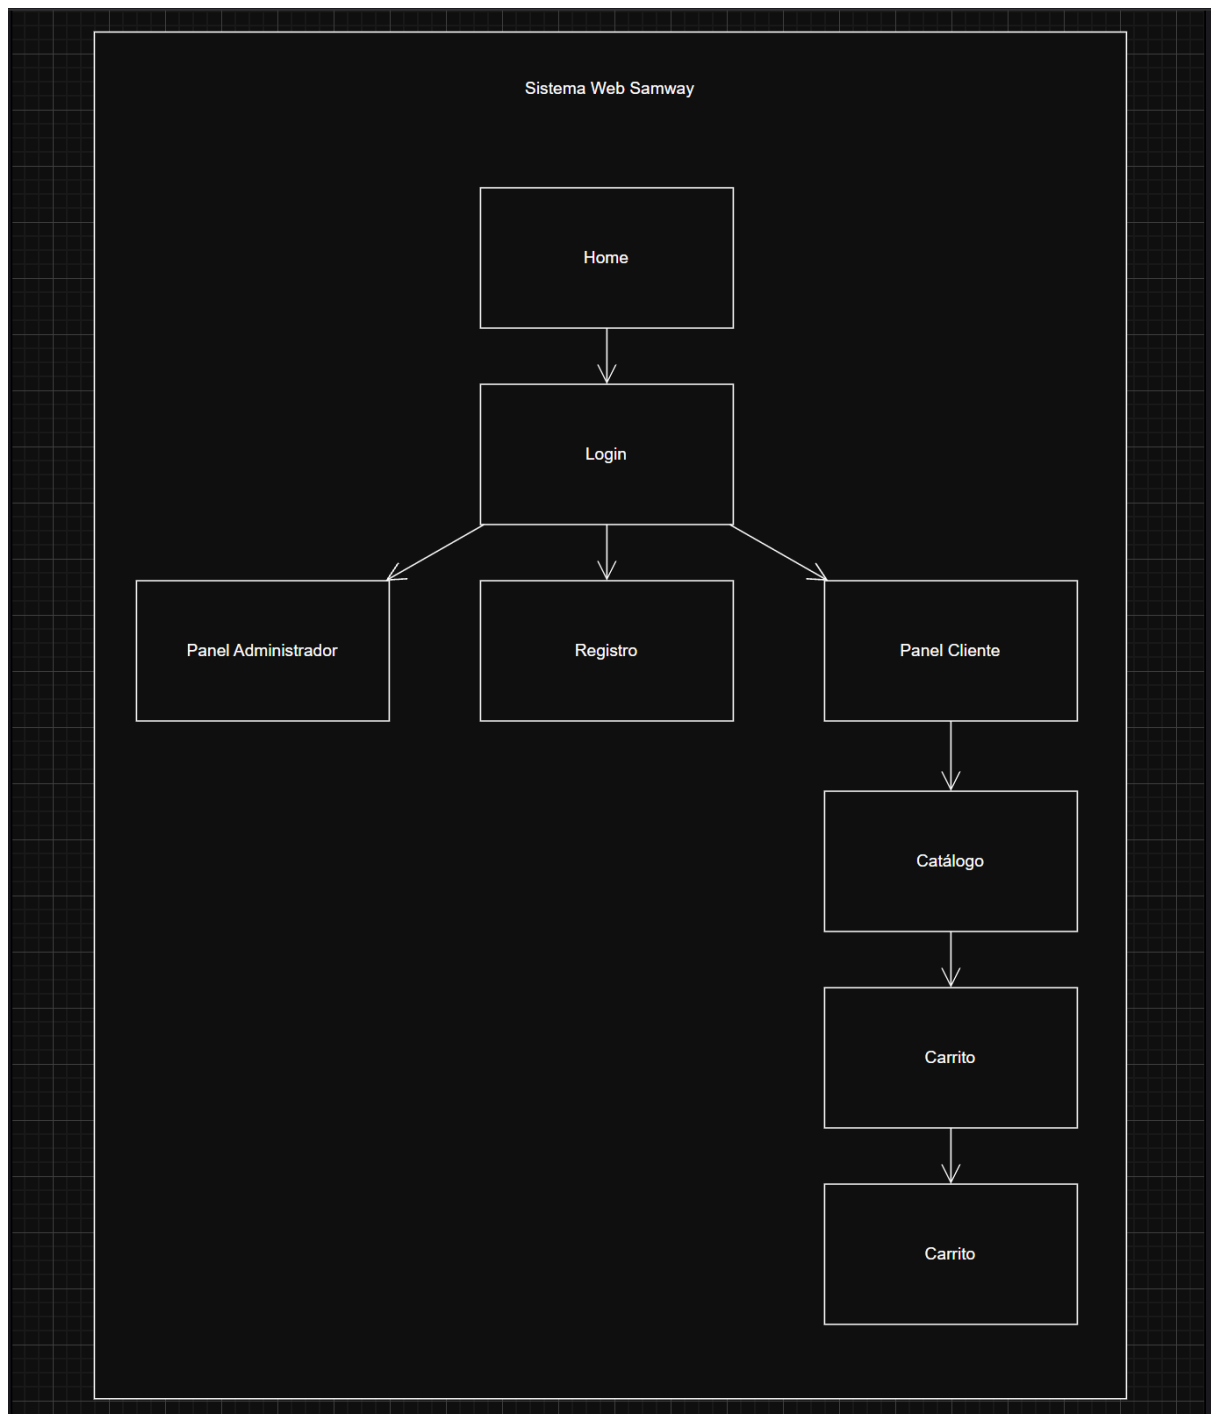 Sistema Web Samway
Home
Login
Panel Administrador
Registro
Panel Cliente
Catálogo
Carrito
Carrito